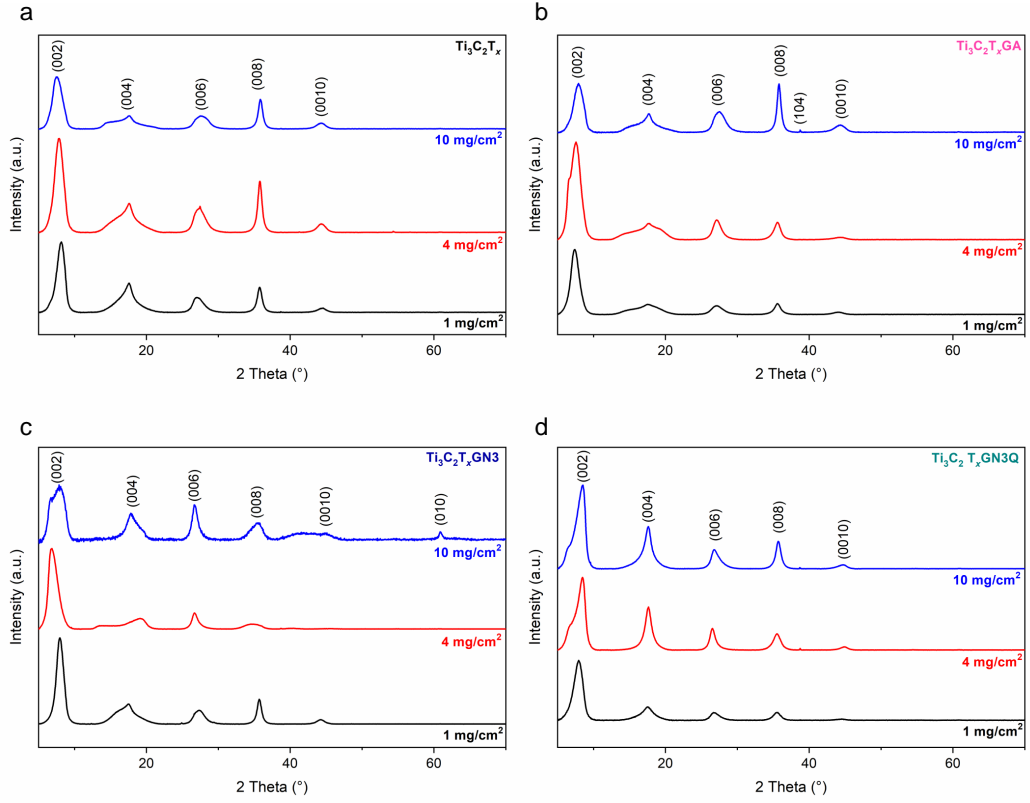 a
Ti₃C₂Tₓ
(002)
(004)
(006)
(008)
(0010)
10 mg/cm²
4 mg/cm²
1 mg/cm²
Intensity (a.u.)
20
40
60
2 Theta (°)
b
Ti₃C₂TₓGA
(002)
(004)
(006)
(008)
(104)
(0010)
10 mg/cm²
4 mg/cm²
1 mg/cm²
Intensity (a.u.)
20
40
60
2 Theta (°)
c
Ti₃C₂TₓGN3
(002)
(004)
(006)
(008)
(0010)
(010)
10 mg/cm²
4 mg/cm²
1 mg/cm²
Intensity (a.u.)
20
40
60
2 Theta (°)
d
Ti₃C₂ TₓGN3Q
(002)
(004)
(006)
(008)
(0010)
10 mg/cm²
4 mg/cm²
1 mg/cm²
Intensity (a.u.)
20
40
60
2 Theta (°)